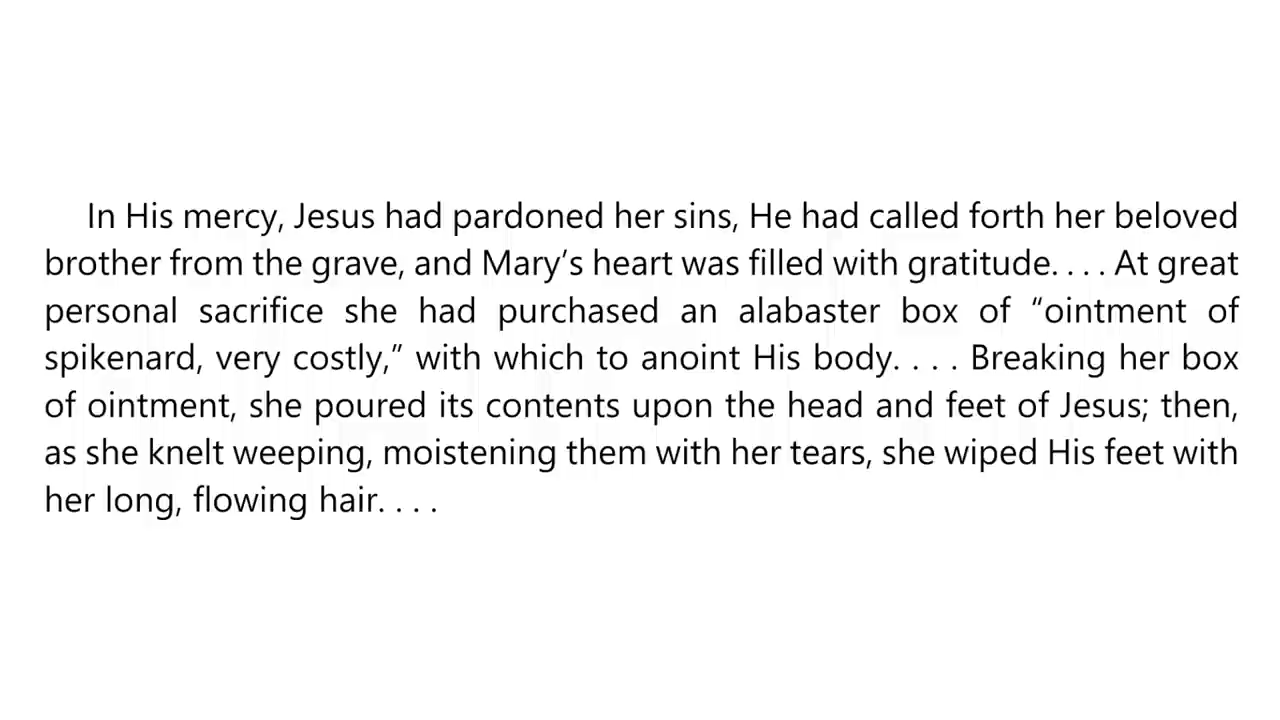 In His mercy, Jesus had pardoned her sins, He had called forth her beloved
brother from the grave, and Mary’s heart was filled with gratitude. . . . At great
personal sacrifice she had purchased an alabaster box of “ointment of
spikenard, very costly,” with which to anoint His body. . . . Breaking her box
of ointment, she poured its contents upon the head and feet of Jesus; then,
as she knelt weeping, moistening them with her tears, she wiped His feet with
her long, flowing hair. . . .